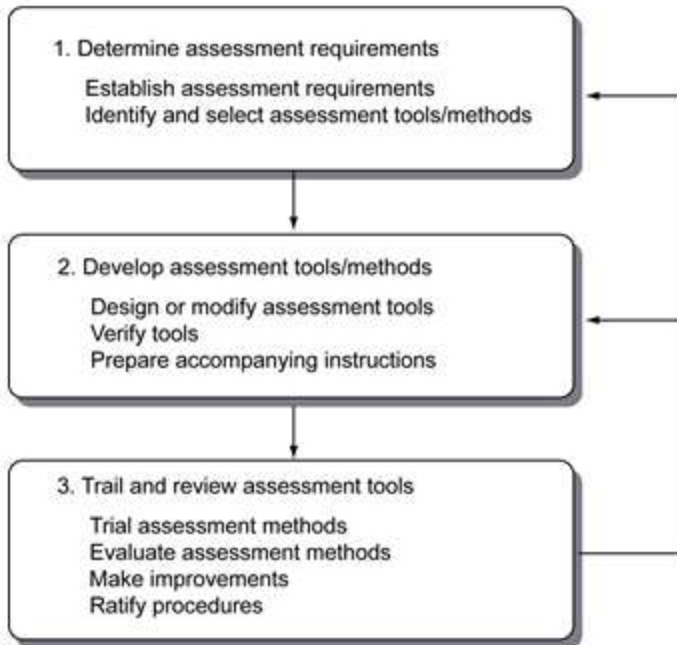 1. Determine assessment requirements
Establish assessment requirements
Identify and select assessment tools/methods
2. Develop assessment tools/methods
Design or modify assessment tools
Verify tools
Prepare accompanying instructions
3. Trail and review assessment tools
Trial assessment methods
Evaluate assessment methods
Make improvements
Ratify procedures